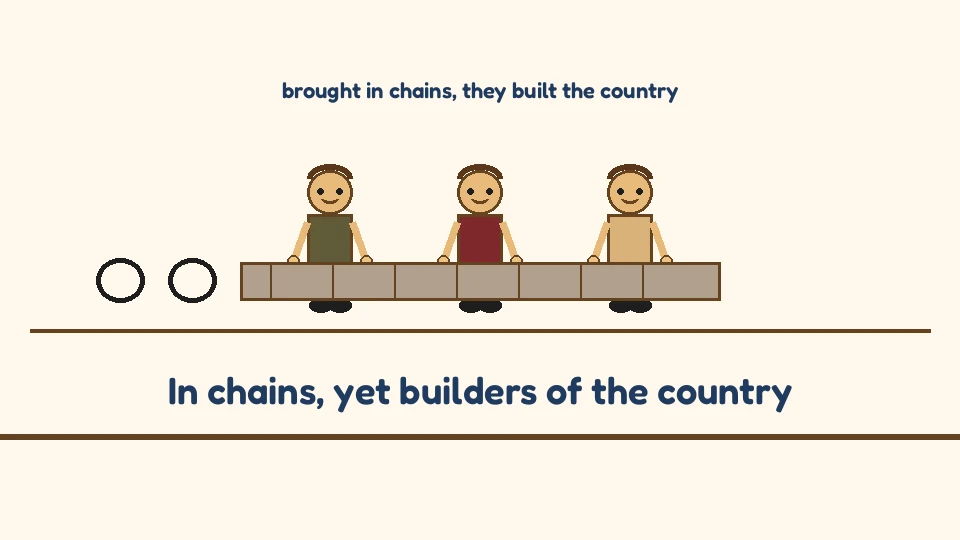 brought in chains, they built the country
In chains, yet builders of the country